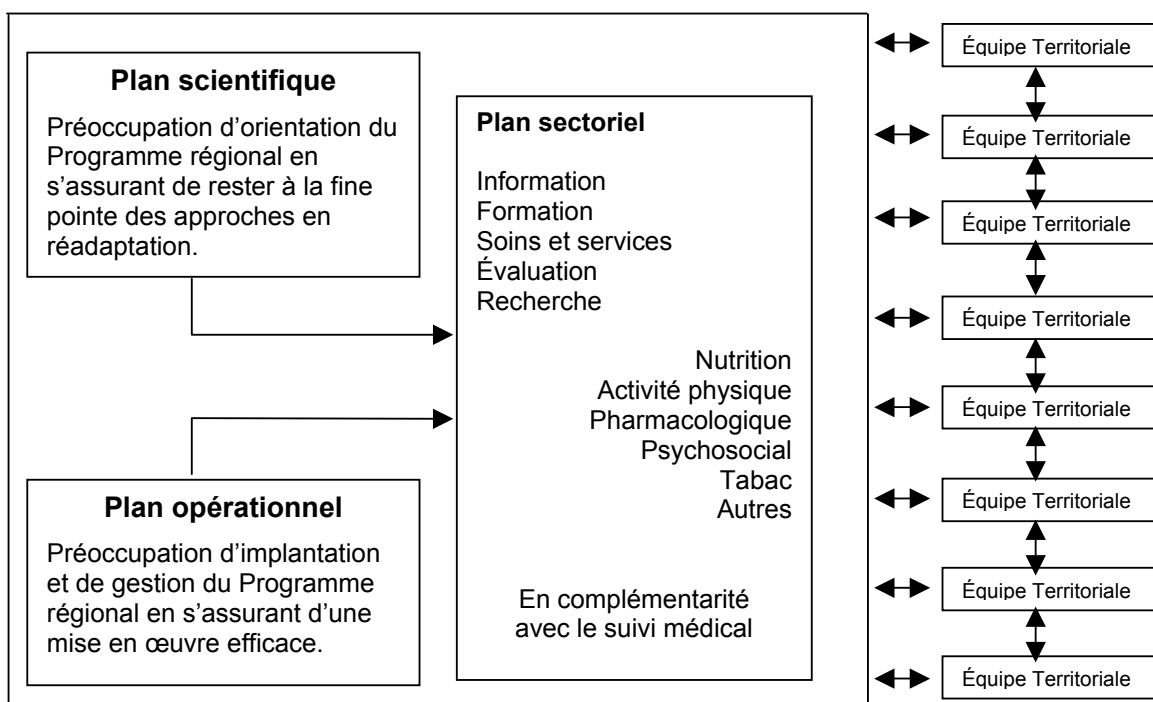 Plan scientifique
Préoccupation d’orientation du
Programme régional en
s’assurant de rester à la fine
pointe des approches en
réadaptation.
Plan opérationnel
Préoccupation d’implantation
et de gestion du Programme
régional en s’assurant d’une
mise en œuvre efficace.
Plan sectoriel
Information
Formation
Soins et services
Évaluation
Recherche
Nutrition
Activité physique
Pharmacologique
Psychosocial
Tabac
Autres
En complémentarité
avec le suivi médical
Équipe Territoriale
Équipe Territoriale
Équipe Territoriale
Équipe Territoriale
Équipe Territoriale
Équipe Territoriale
Équipe Territoriale
Équipe Territoriale